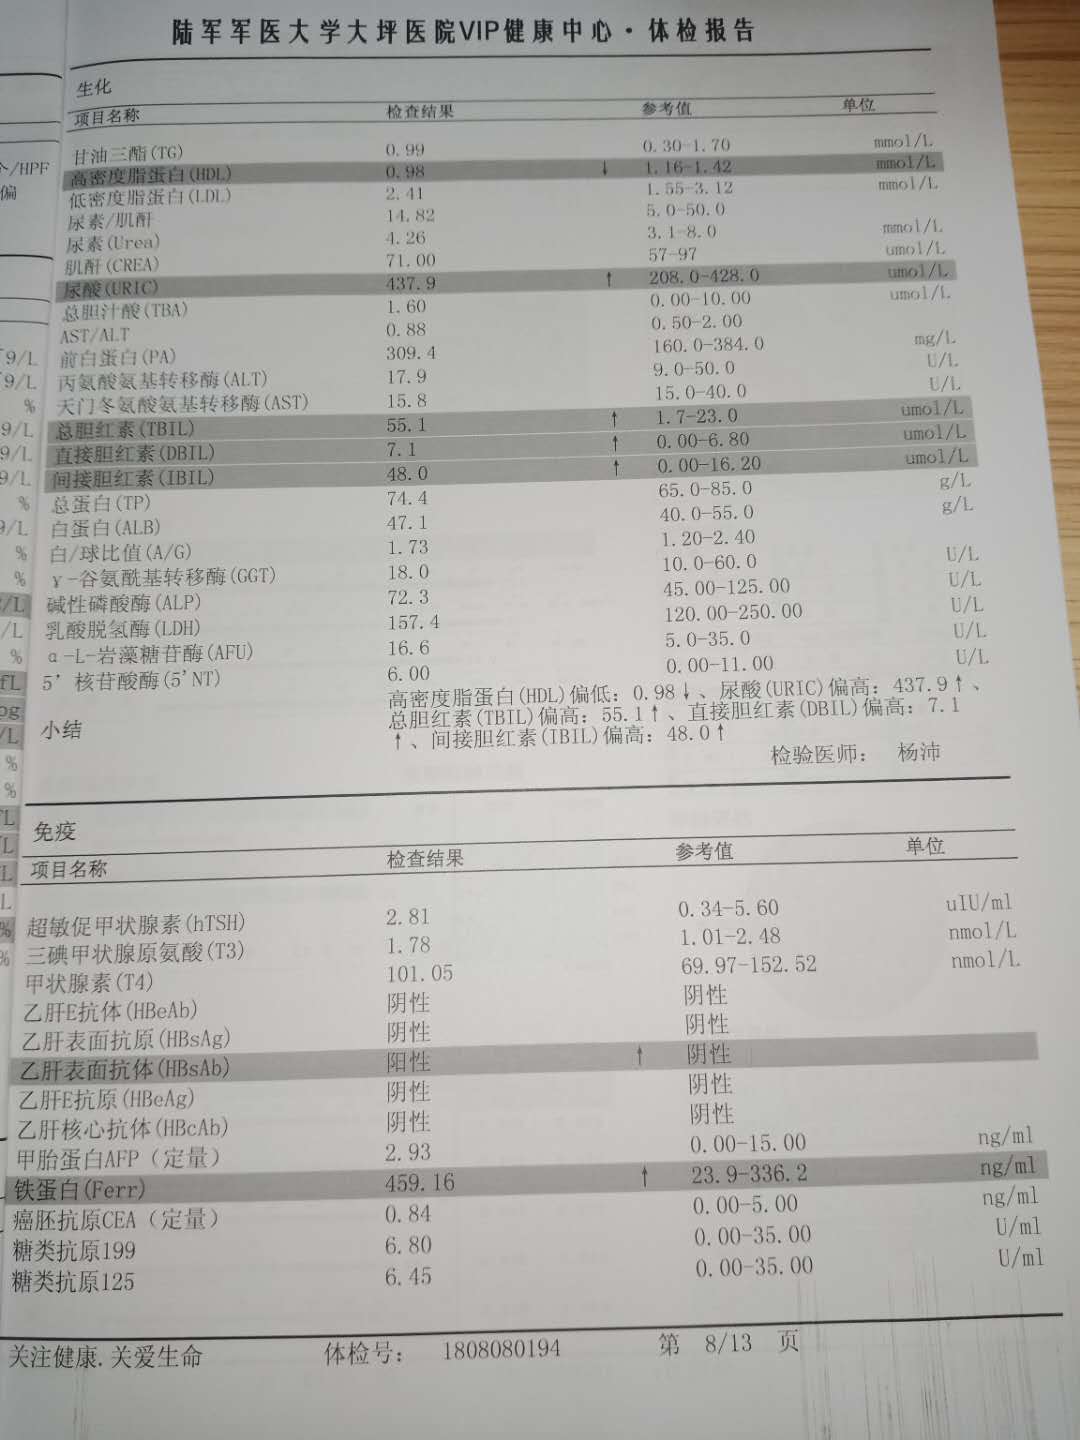 陆军军医大学大坪医院VIP健康中心·体检报告
生化
项目名称 检查结果 参考值 单位
甘油三酯(TG) 0.99 0.30-1.70 mmol/L
高密度脂蛋白(HDL) 0.98 ↓ 1.16-1.42 mmol/L
低密度脂蛋白(LDL) 2.41 1.55-3.12 mmol/L
尿素/肌酐 14.82 5.0-50.0
尿素(Urea) 4.26 3.1-8.0 mmol/L
肌酐(CREA) 71.00 57-97 umol/L
尿酸(URIC) 437.9 ↑ 208.0-428.0 umol/L
总胆汁酸(TBA) 1.60 0.00-10.00 umol/L
AST/ALT 0.88 0.50-2.00
前白蛋白(PA) 309.4 160.0-384.0 mg/L
丙氨酸氨基转移酶(ALT) 17.9 9.0-50.0 U/L
天门冬氨酸氨基转移酶(AST) 15.8 15.0-40.0 U/L
总胆红素(TBIL) 55.1 ↑ 1.7-23.0 umol/L
直接胆红素(DBIL) 7.1 ↑ 0.00-6.80 umol/L
间接胆红素(IBIL) 48.0 ↑ 0.00-16.20 umol/L
总蛋白(TP) 74.4 65.0-85.0 g/L
白蛋白(ALB) 47.1 40.0-55.0 g/L
白/球比值(A/G) 1.73 1.20-2.40
γ-谷氨酰基转移酶(GGT) 18.0 10.0-60.0 U/L
碱性磷酸酶(ALP) 72.3 45.00-125.00 U/L
乳酸脱氢酶(LDH) 157.4 120.00-250.00 U/L
α-L-岩藻糖苷酶(AFU) 16.6 5.0-35.0 U/L
5'核苷酸酶(5'NT) 6.00 0.00-11.00 U/L
小结 高密度脂蛋白(HDL)偏低: 0.98↓、尿酸(URIC)偏高: 437.9↑、
总胆红素(TBIL)偏高: 55.1↑、直接胆红素(DBIL)偏高: 7.1
↑、间接胆红素(IBIL)偏高: 48.0↑
检验医师: 杨沛
免疫
项目名称 检查结果 参考值 单位
超敏促甲状腺素(hTSH) 2.81 0.34-5.60 uIU/ml
三碘甲状腺原氨酸(T3) 1.78 1.01-2.48 nmol/L
甲状腺素(T4) 101.05 69.97-152.52 nmol/L
乙肝E抗体(HBeAb) 阴性 阴性
乙肝表面抗原(HBsAg) 阴性 阴性
乙肝表面抗体(HBsAb) 阳性 ↑ 阴性
乙肝E抗原(HBeAg) 阴性 阴性
乙肝核心抗体(HBcAb) 阴性 阴性
甲胎蛋白AFP（定量） 2.93 0.00-15.00 ng/ml
铁蛋白(Ferr) 459.16 ↑ 23.9-336.2 ng/ml
癌胚抗原CEA（定量） 0.84 0.00-5.00 ng/ml
糖类抗原199 6.80 0.00-35.00 U/ml
糖类抗原125 6.45 0.00-35.00 U/ml
关注健康.关爱生命 体检号: 1808080194 第 8/13 页